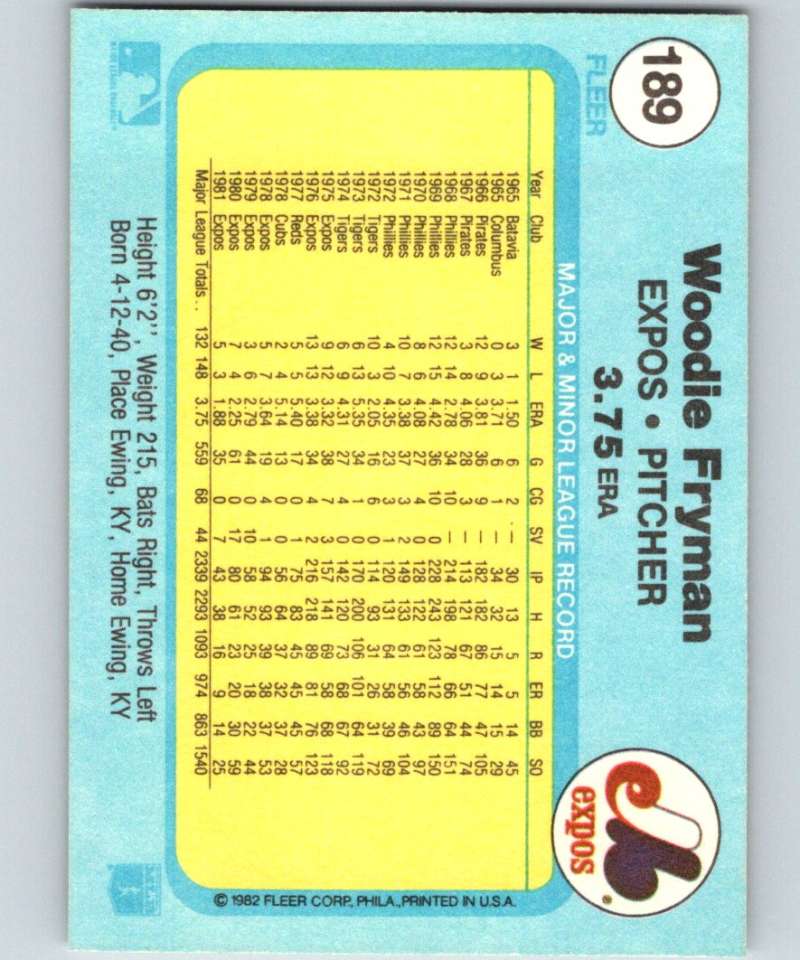 189
FLEER
Woodie Fryman
EXPOS • PITCHER
3.75 ERA
expos
MAJOR & MINOR LEAGUE RECORD
Year Club W L ERA G CG SV IP H R ER BB SO
1965 Batavia 3 1 1.50 6 2 – 30 13 5 5 14 45
1965 Columbus 0 3 3.71 6 1 – 34 32 15 14 15 29
1966 Pirates 12 9 3.81 36 9 – 182 182 86 77 47 105
1967 Pirates 3 8 4.06 28 3 – 113 121 67 51 44 74
1968 Phillies 12 14 2.78 34 10 – 214 198 78 66 64 151
1969 Phillies 12 15 4.42 36 10 0 228 243 123 112 89 150
1970 Phillies 8 6 4.08 27 4 0 128 122 61 58 43 97
1971 Phillies 10 7 3.38 37 3 2 149 133 61 56 46 104
1972 Phillies 4 10 4.35 23 3 1 120 131 64 58 39 69
1972 Tigers 10 3 2.05 16 6 0 114 93 31 26 31 72
1973 Tigers 6 13 5.35 34 1 0 170 200 106 101 64 119
1974 Tigers 6 9 4.31 27 4 0 142 120 73 68 67 92
1975 Expos 9 12 3.32 38 7 3 157 141 69 58 68 118
1976 Expos 13 13 3.38 34 4 2 216 218 89 81 76 123
1977 Reds 5 5 5.40 17 0 1 75 83 45 45 45 57
1978 Cubs 2 4 5.14 13 0 0 56 64 37 32 37 28
1978 Expos 5 7 3.64 19 4 1 94 93 39 38 37 53
1979 Expos 3 6 2.79 44 0 10 58 52 25 18 22 44
1980 Expos 7 4 2.25 61 0 17 80 61 23 20 30 59
1981 Expos 5 3 1.88 35 0 7 43 38 16 9 14 25
Major League Totals . . 132 148 3.75 559 68 44 2339 2293 1093 974 863 1540
© 1982 FLEER CORP., PHILA., PRINTED IN U.S.A.
Height 6'2'', Weight 215, Bats Right, Throws Left
Born 4-12-40, Place Ewing, KY, Home Ewing, KY